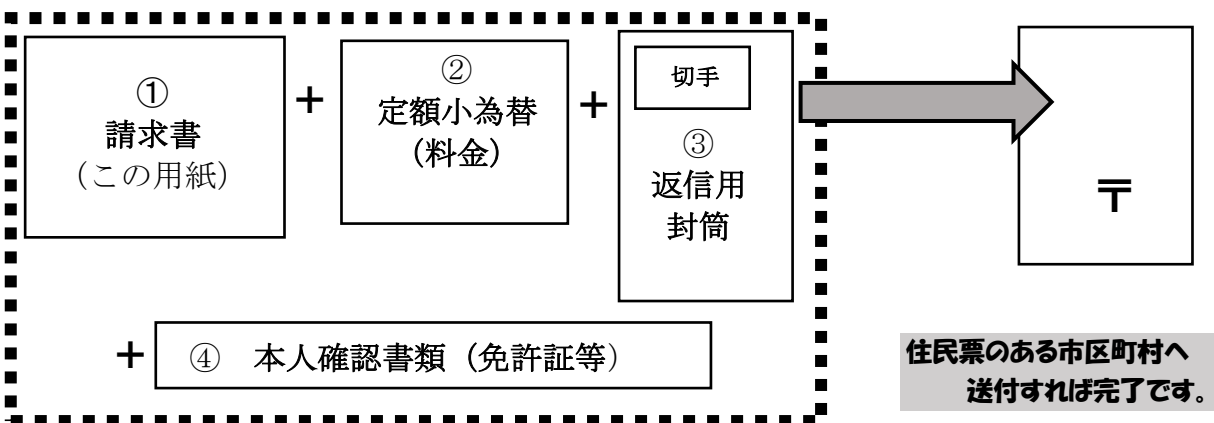 ①
請求書
（この用紙）
＋
②
定額小為替
（料金）
＋
切手
③
返信用
封筒
〒
＋
④ 本人確認書類（免許証等）
住民票のある市区町村へ
送付すれば完了です。